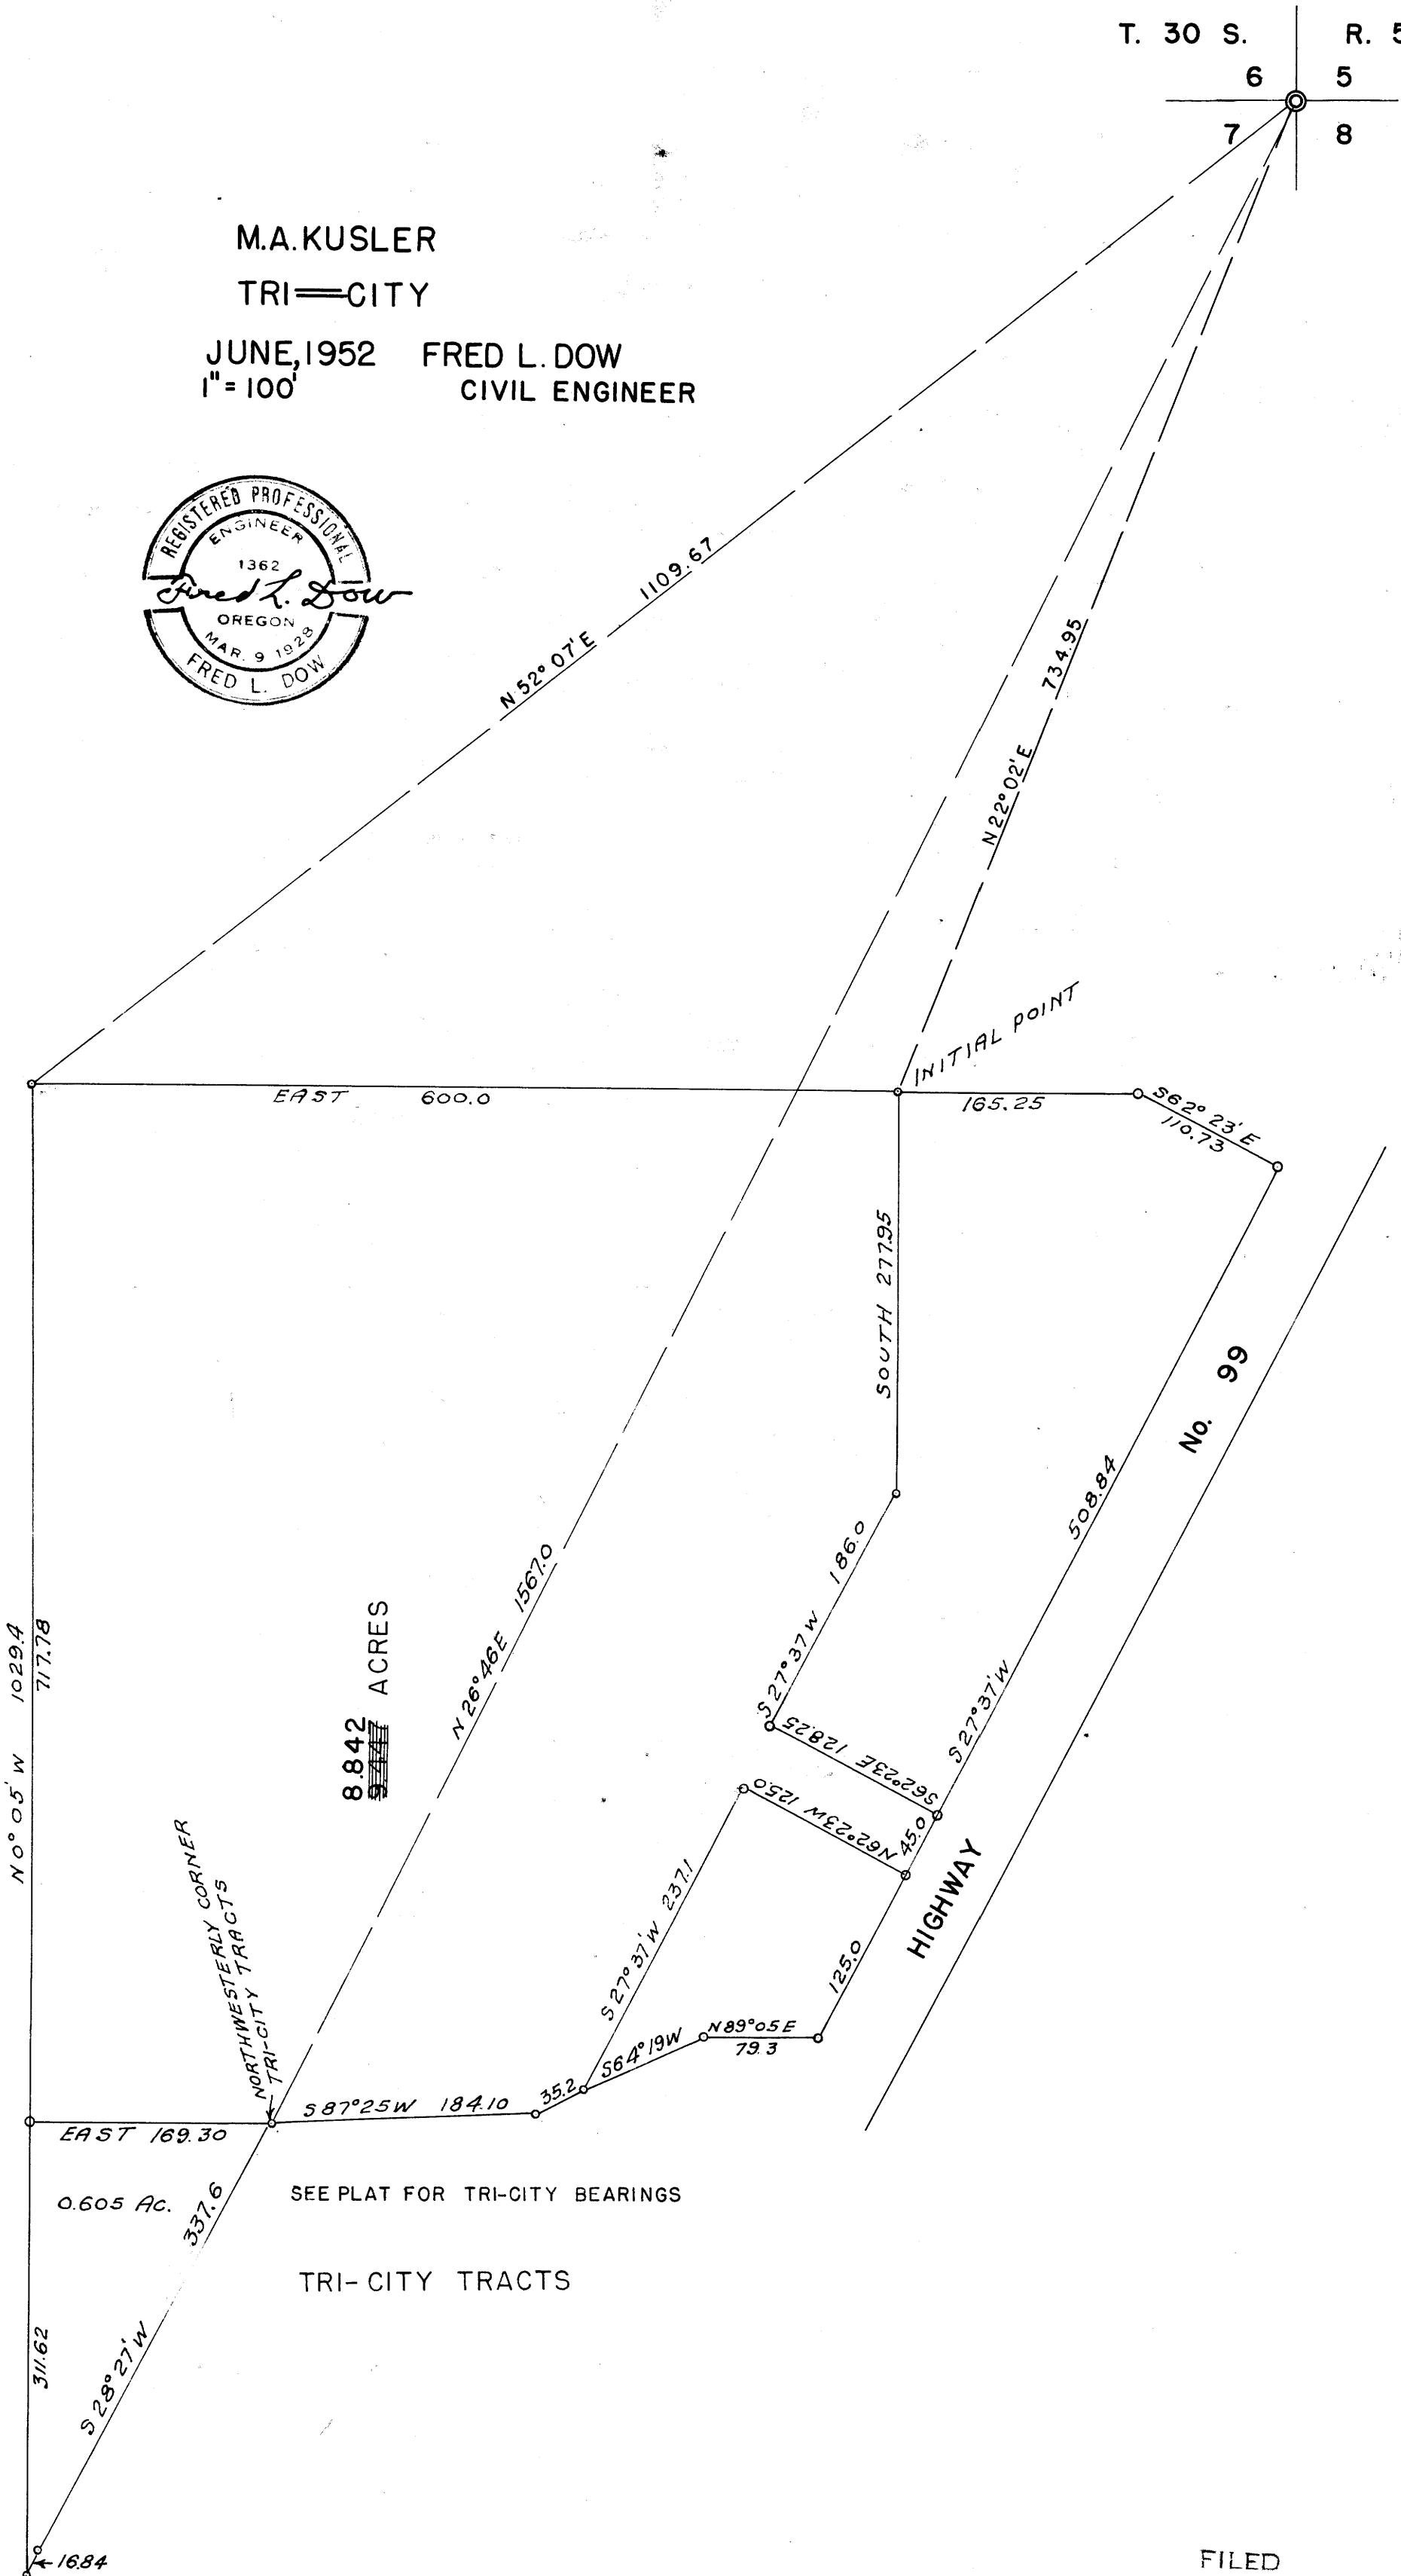 T. 30 S. R. 5
6 5
7 8
M.A. KUSLER
TRI=CITY
JUNE, 1952 FRED L. DOW
1" = 100' CIVIL ENGINEER
REGISTERED PROFESSIONAL
ENGINEER
1362
Fred L. Dow
OREGON
MAR. 9 1928
FRED L. DOW
N 52° 07' E 1109.67
N 22° 02' E 734.95
INITIAL POINT
EAST 600.0
165.25
S 62° 23' E
110.73
SOUTH 277.95
No. 99
508.84
S 27° 37' W
S 27° 37 W 186.0
N 26° 46 E 1567.0
N 0° 05' W 1029.4
717.78
8.842
9.447 ACRES
S 62° 23 E 128.25
N 62° 23 W 125.0
45.0
HIGHWAY
NORTHWESTERLY CORNER
TRI-CITY TRACTS
S 27° 37' W 237.1
125.0
S 64° 19 W
N 89° 05 E
79.3
35.2
S 87° 25 W 184.10
EAST 169.30
0.605 Ac.
337.6
SEE PLAT FOR TRI-CITY BEARINGS
TRI-CITY TRACTS
311.62
S 28° 27' W
16.84
FILED